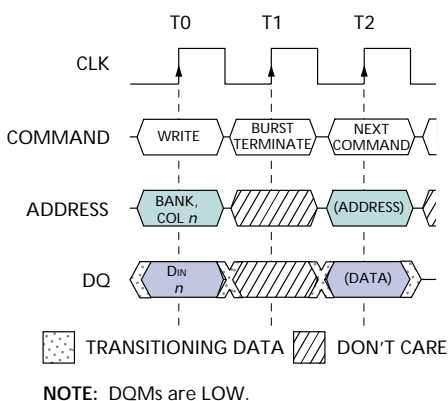 T0 T1 T2
CLK
COMMAND WRITE BURST TERMINATE NEXT COMMAND
ADDRESS BANK, COL n (ADDRESS)
DQ DIN n (DATA)
TRANSITIONING DATA DON'T CARE
NOTE: DQMs are LOW.